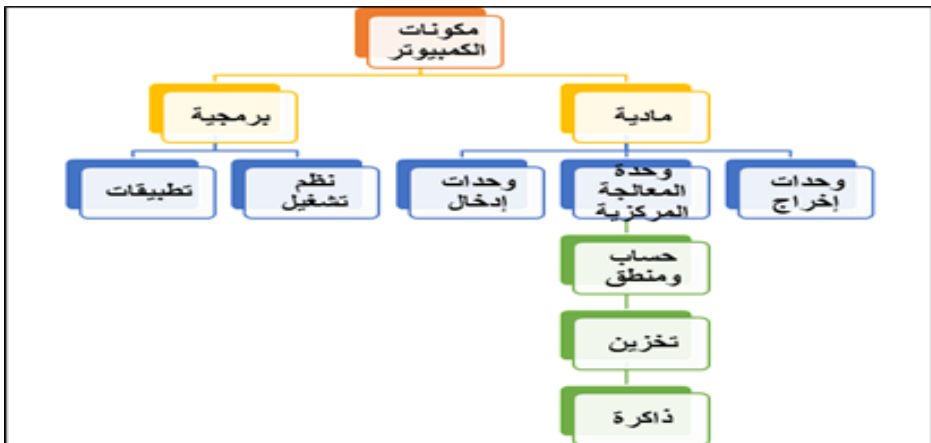 مكونات
الكمبيوتر
مادية
برمجية
وحدات
إخراج
وحدة
المعالجة
المركزية
وحدات
إدخال
نظم
تشغيل
تطبيقات
حساب
ومنطق
تخزين
ذاكرة